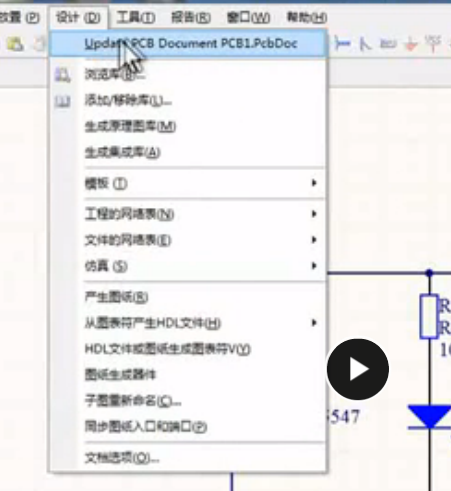 放置 (P) 设计 (D) 工具(T) 报告(R) 窗口(W) 帮助(H)
Update PCB Document PCB1.PcbDoc
浏览库(B)...
添加/移除库(L)...
生成原理图库(M)
生成集成库(A)
模板 (T)
工程的网络表(N)
文件的网络表(E)
仿真 (S)
产生图纸(R)
从图表符产生HDL文件(H)
HDL文件或图纸生成图表符V(Y)
图纸生成器件
子图重新命名(C)...
同步图纸入口和端口(P)
文档选项(O)...
R
R
10
547